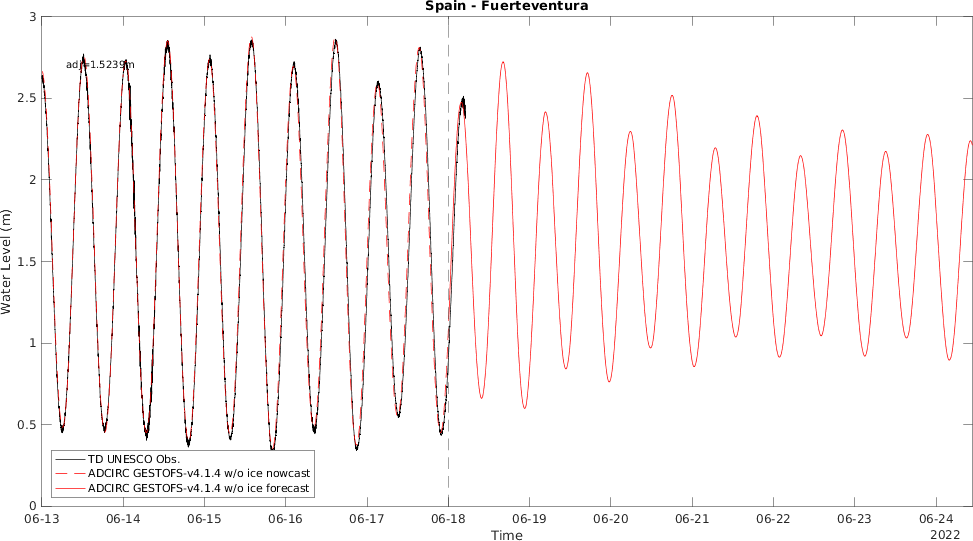 Spain - Fuerteventura
3
adj=1.5239m
2.5
2
1.5
1
0.5
0
Water Level (m)
TD UNESCO Obs.
ADCIRC GESTOFS-v4.1.4 w/o ice nowcast
ADCIRC GESTOFS-v4.1.4 w/o ice forecast
06-13 06-14 06-15 06-16 06-17 06-18 06-19 06-20 06-21 06-22 06-23 06-24
Time
2022